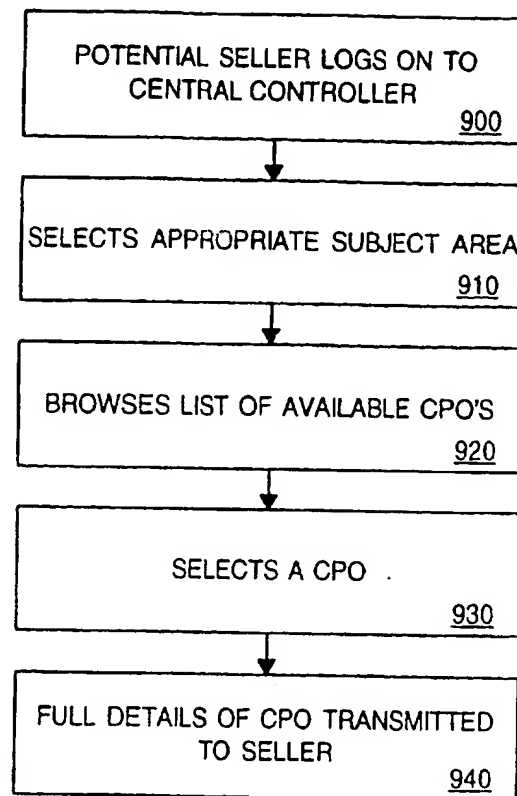 POTENTIAL SELLER LOGS ON TO
CENTRAL CONTROLLER
900
SELECTS APPROPRIATE SUBJECT AREA
910
BROWSES LIST OF AVAILABLE CPO'S
920
SELECTS A CPO
930
FULL DETAILS OF CPO TRANSMITTED
TO SELLER
940